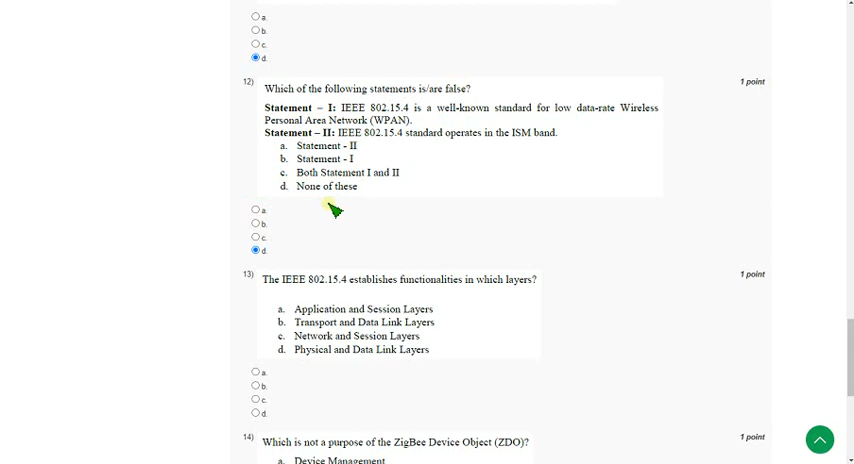 a.
b.
c.
d.
12)
Which of the following statements is/are false?
1 point
Statement – I: IEEE 802.15.4 is a well-known standard for low data-rate Wireless
Personal Area Network (WPAN).
Statement – II: IEEE 802.15.4 standard operates in the ISM band.
a. Statement - II
b. Statement - I
c. Both Statement I and II
d. None of these
a.
b.
c.
d.
13)
The IEEE 802.15.4 establishes functionalities in which layers?
1 point
a. Application and Session Layers
b. Transport and Data Link Layers
c. Network and Session Layers
d. Physical and Data Link Layers
a.
b.
c.
d.
14)
Which is not a purpose of the ZigBee Device Object (ZDO)?
1 point
a. Device Management